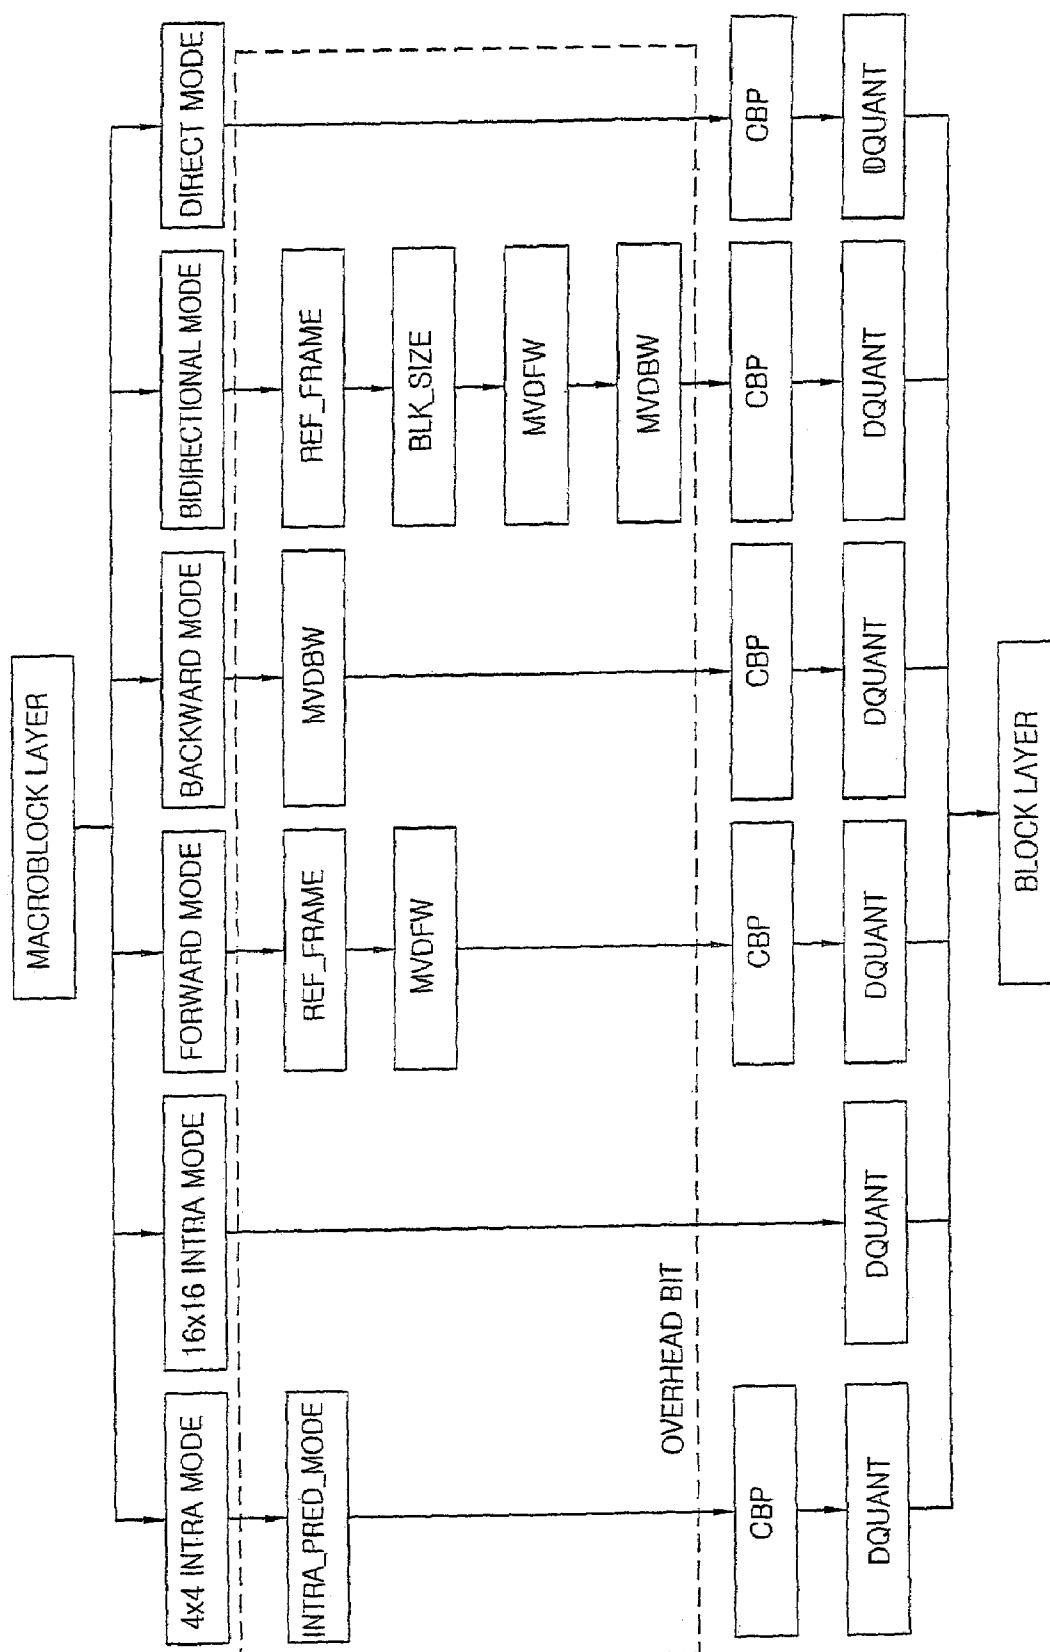 MACROBLOCK LAYER
4x4 INTRA MODE
16x16 INTRA MODE
FORWARD MODE
BACKWARD MODE
BIDIRECTIONAL MODE
DIRECT MODE
INTRA_PRED_MODE
REF_FRAME
MVDBW
REF_FRAME
MVDFW
BLK_SIZE
MVDFW
MVDBW
OVERHEAD BIT
CBP
CBP
CBP
CBP
CBP
DQUANT
DQUANT
DQUANT
DQUANT
DQUANT
DQUANT
BLOCK LAYER